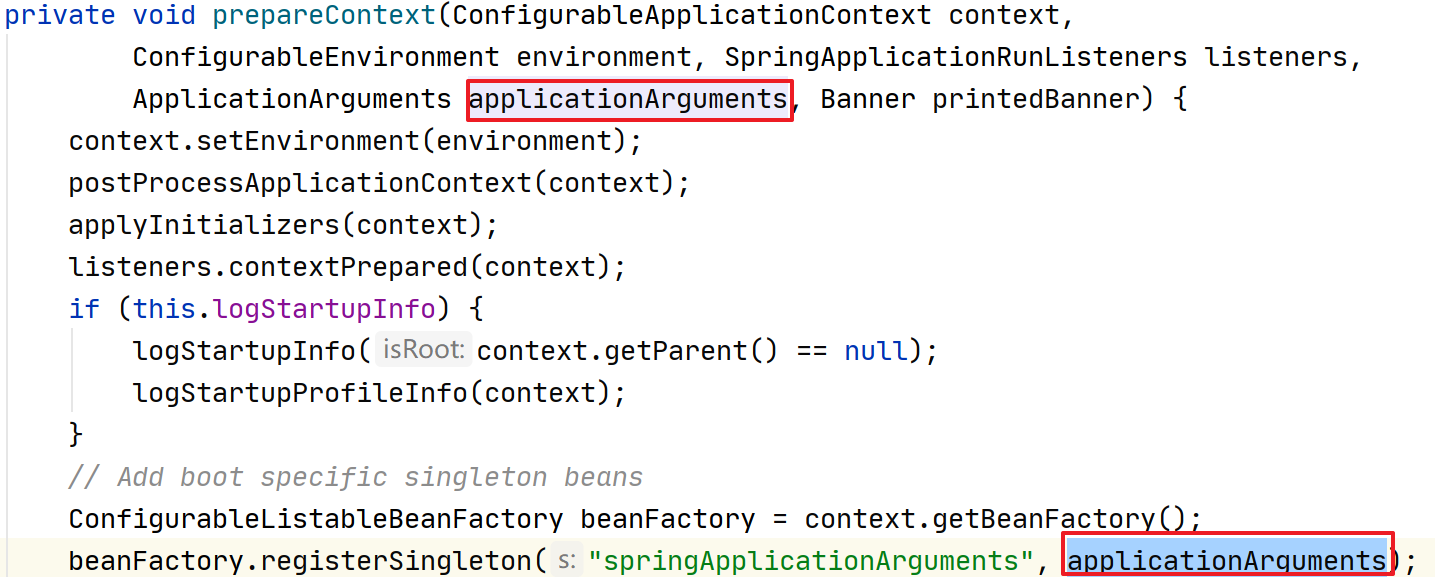 private void prepareContext(ConfigurableApplicationContext context,
ConfigurableEnvironment environment, SpringApplicationRunListeners listeners,
ApplicationArguments applicationArguments, Banner printedBanner) {
context.setEnvironment(environment);
postProcessApplicationContext(context);
applyInitializers(context);
listeners.contextPrepared(context);
if (this.logStartupInfo) {
logStartupInfo( isRoot: context.getParent() == null);
logStartupProfileInfo(context);
}
// Add boot specific singleton beans
ConfigurableListableBeanFactory beanFactory = context.getBeanFactory();
beanFactory.registerSingleton( s: "springApplicationArguments", applicationArguments);